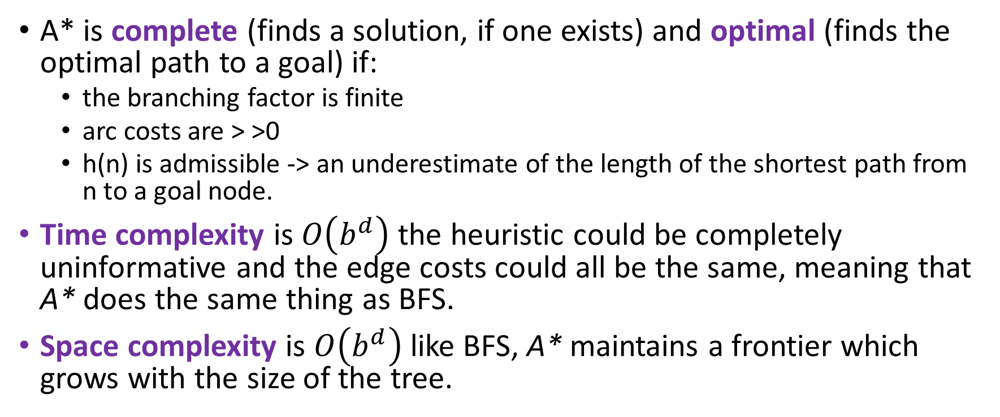 • A* is complete (finds a solution, if one exists) and optimal (finds the
optimal path to a goal) if:
• the branching factor is finite
• arc costs are > >0
• h(n) is admissible -> an underestimate of the length of the shortest path from
n to a goal node.
• Time complexity is O(b^d) the heuristic could be completely
uninformative and the edge costs could all be the same, meaning that
A* does the same thing as BFS.
• Space complexity is O(b^d) like BFS, A* maintains a frontier which
grows with the size of the tree.